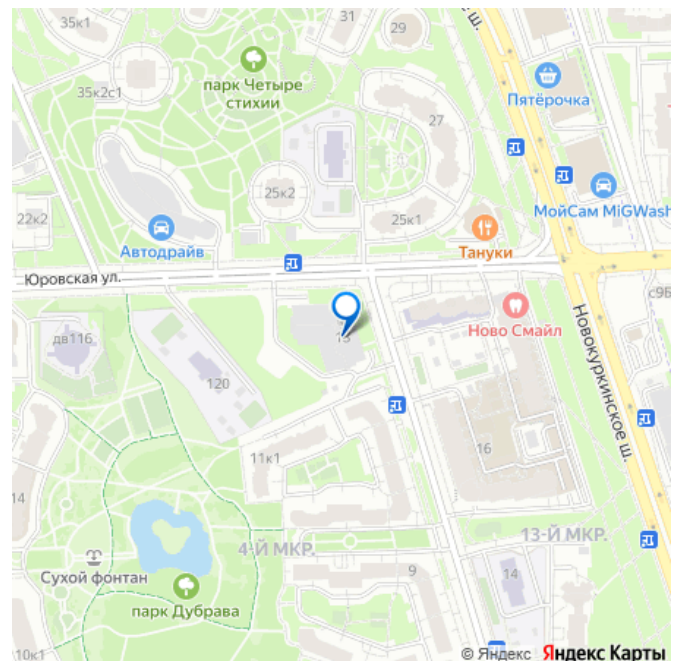 35к1
31
29
е ш.
парк Четыре
стихии
35к2с1
Пятёрочка
27
25к2
МойСам MiGWash
22к2
25к1
Автодрайв
Тануки
Юровская ул.
с9Б
Ново Смайл
13
дв116
Новокуркинское ш.
120
11к1
16
14
4-Й МКР.
13-Й МКР.
Сухой фонтан
9
14
парк Дубрава
10к1
© Яндекс Яндекс Карты